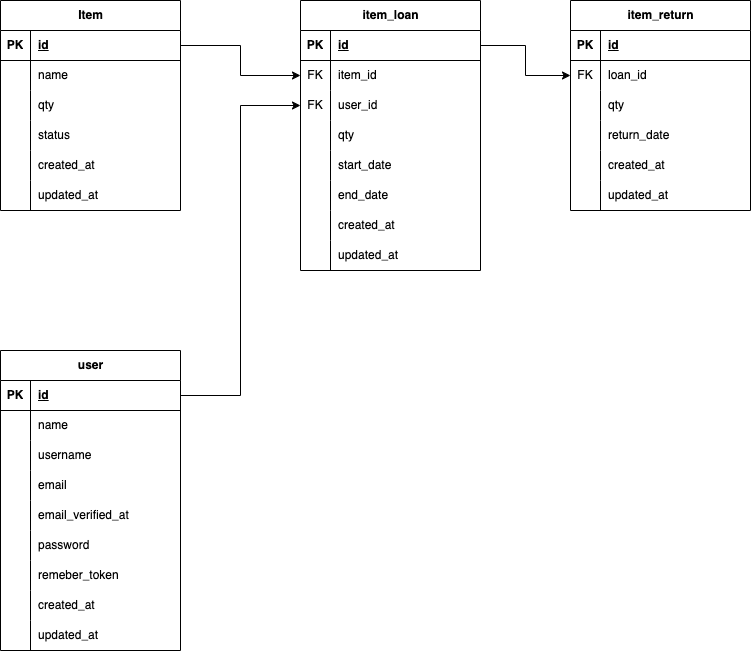 Item
PK id
name
qty
status
created_at
updated_at
item_loan
PK id
FK item_id
FK user_id
qty
start_date
end_date
created_at
updated_at
item_return
PK id
FK loan_id
qty
return_date
created_at
updated_at
user
PK id
name
username
email
email_verified_at
password
remeber_token
created_at
updated_at